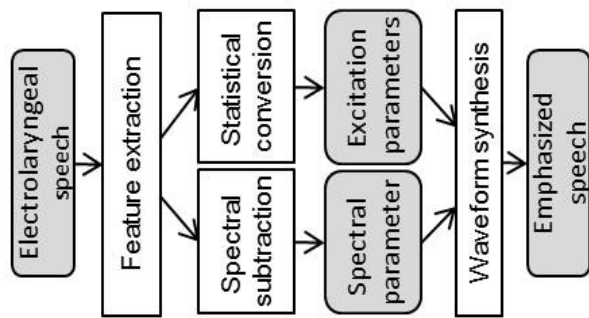 Electrolaryngeal
speech
Feature extraction
Spectral
subtraction
Statistical
conversion
Spectral
parameter
Excitation
parameters
Waveform synthesis
Emphasized
speech